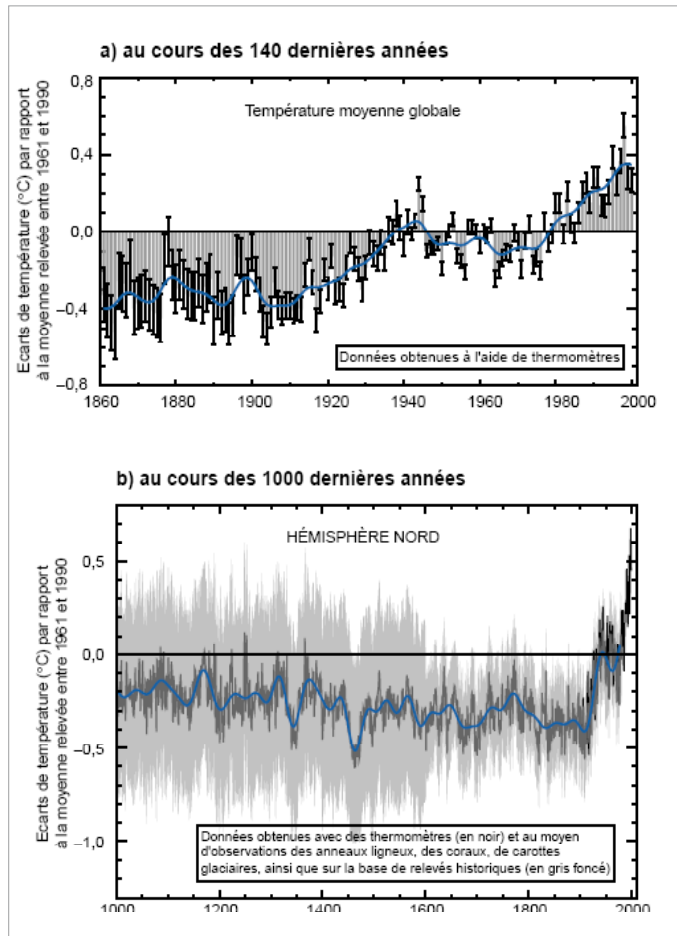 a) au cours des 140 dernières années
Ecarts de température (°C) par rapport
à la moyenne relevée entre 1961 et 1990
0,8
0,4
0,0
–0,4
–0,8
Température moyenne globale
Données obtenues à l'aide de thermomètres
1860 1880 1900 1920 1940 1960 1980 2000
b) au cours des 1000 dernières années
Ecarts de température (°C) par rapport
à la moyenne relevée entre 1961 et 1990
0,5
0,0
–0,5
–1,0
HÉMISPHÈRE NORD
Données obtenues avec des thermomètres (en noir) et au moyen
d'observations des anneaux ligneux, des coraux, de carottes
glaciaires, ainsi que sur la base de relevés historiques (en gris foncé)
1000 1200 1400 1600 1800 2000